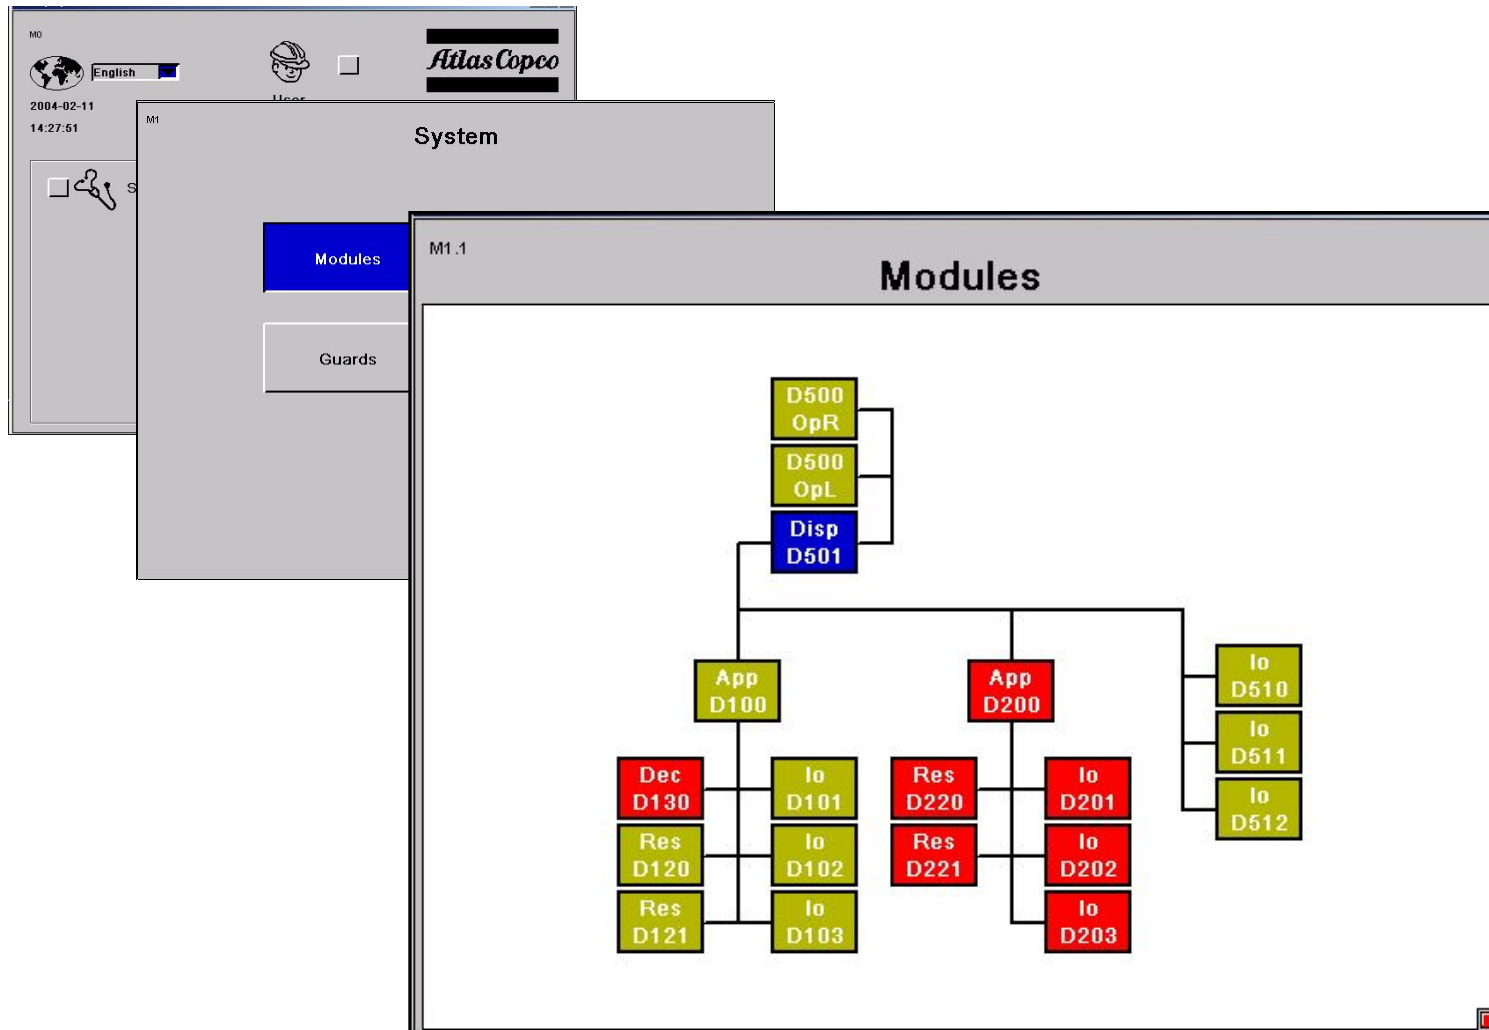 M0
English
Atlas Copco
User
2004-02-11
14:27:51
S
M1
System
Modules
Guards
M1.1
Modules
D500
OpR
D500
OpL
Disp
D501
App
D100
App
D200
Io
D510
Io
D511
Io
D512
Dec
D130
Io
D101
Res
D120
Io
D102
Res
D121
Io
D103
Res
D220
Io
D201
Res
D221
Io
D202
Io
D203